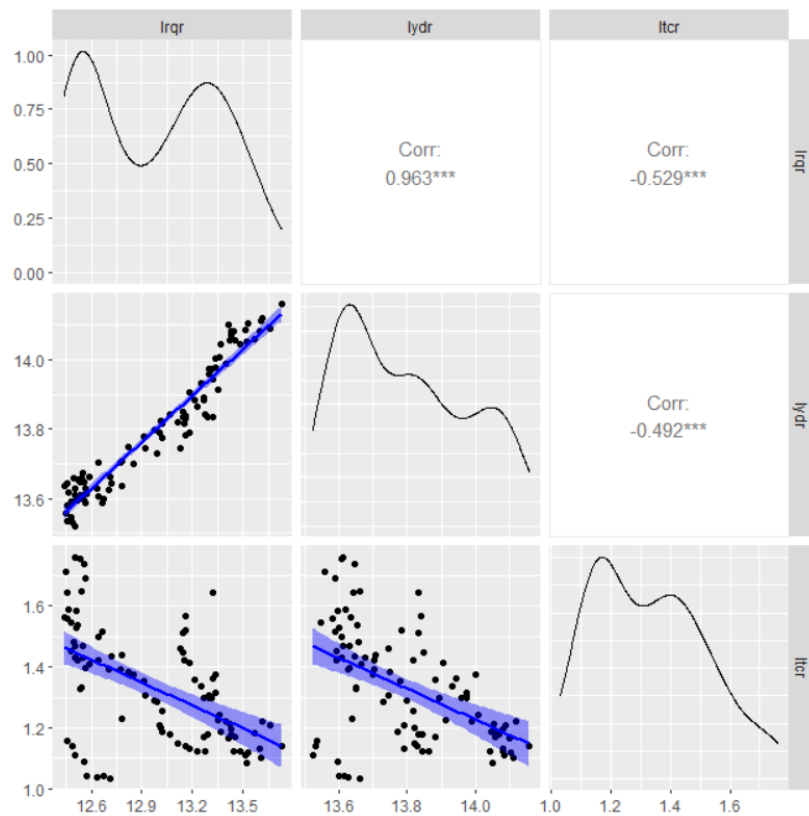 lrqr
lydr
ltcr
1.00
0.75
0.50
0.25
0.00
Corr:
0.963***
Corr:
-0.529***
lrqr
14.0
13.8
13.6
Corr:
-0.492***
lydr
1.6
1.4
1.2
1.0
ltcr
12.6 12.9 13.2 13.5
13.6 13.8 14.0
1.0 1.2 1.4 1.6